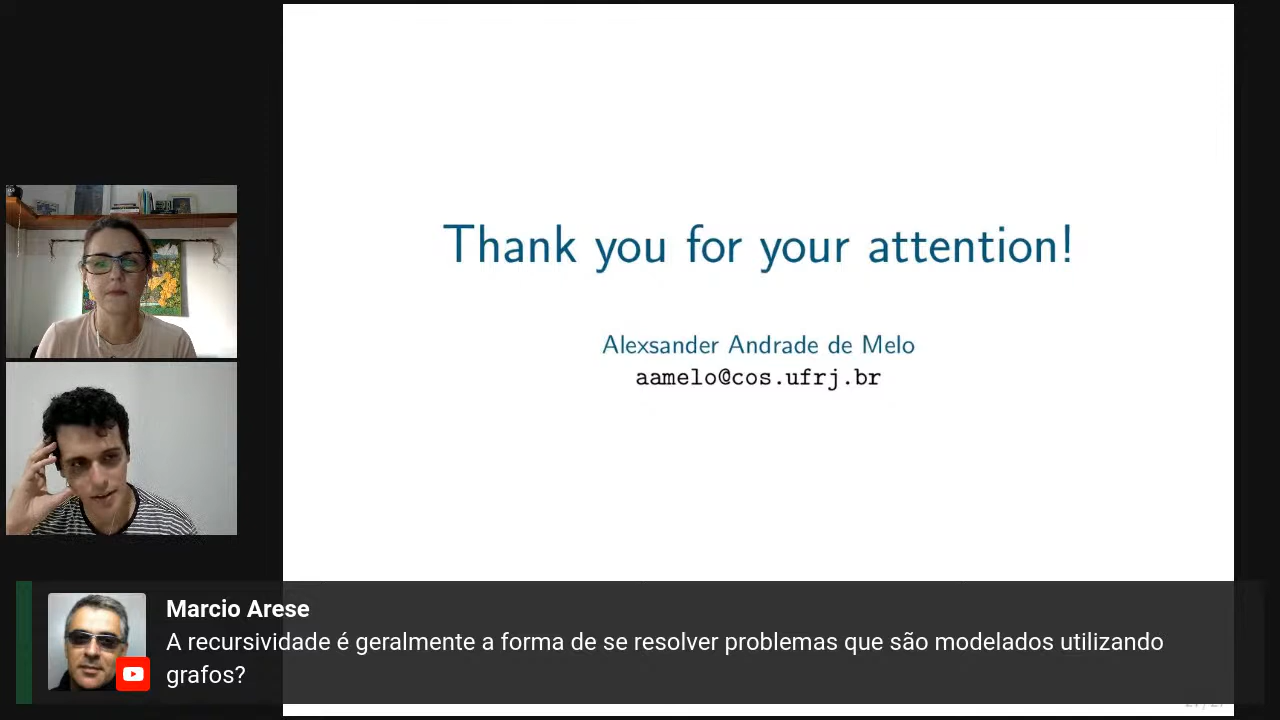 Thank you for your attention!
Alexsander Andrade de Melo
aamelo@cos.ufrj.br
Marcio Arese
A recursividade é geralmente a forma de se resolver problemas que são modelados utilizando
grafos?